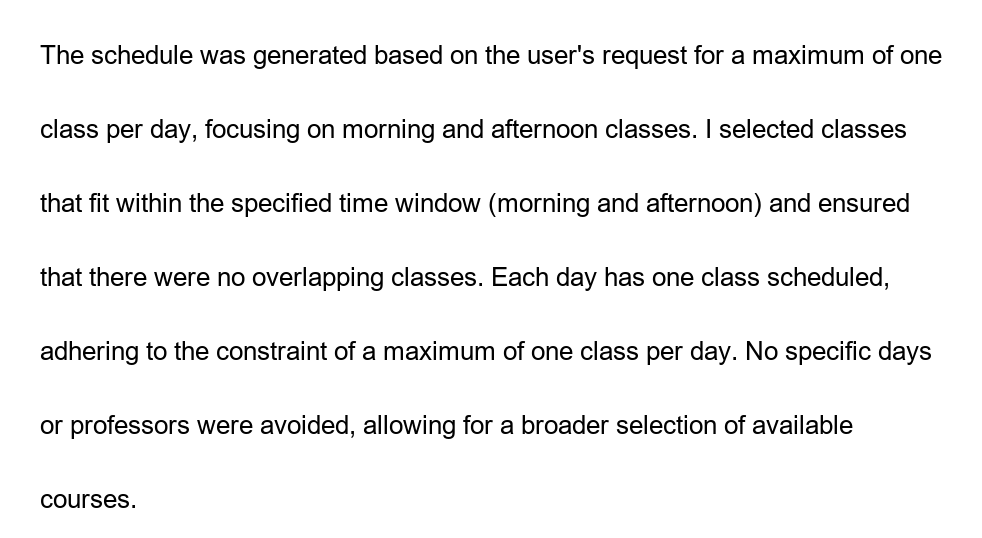 The schedule was generated based on the user's request for a maximum of one
class per day, focusing on morning and afternoon classes. I selected classes
that fit within the specified time window (morning and afternoon) and ensured
that there were no overlapping classes. Each day has one class scheduled,
adhering to the constraint of a maximum of one class per day. No specific days
or professors were avoided, allowing for a broader selection of available
courses.